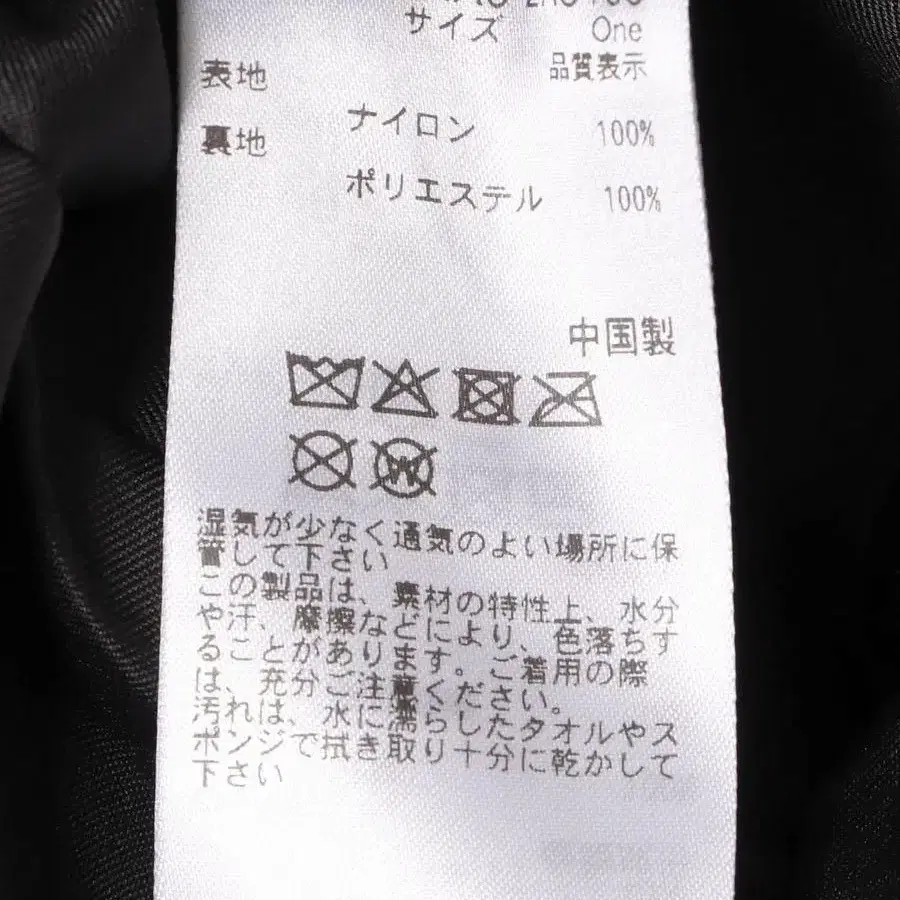 サイズ One
品質表示
表地
ナイロン 100%
裏地
ポリエステル 100%
中国製
湿気が少なく通気のよい場所に保
管して下さい
この製品は、素材の特性上、水分
や汗、摩擦などにより、色落ちす
ることがあります。ご着用の際
は、充分ご注意ください。
汚れは、水に濡らしたタオルやス
ポンジで拭き取り十分に乾かして
下さい